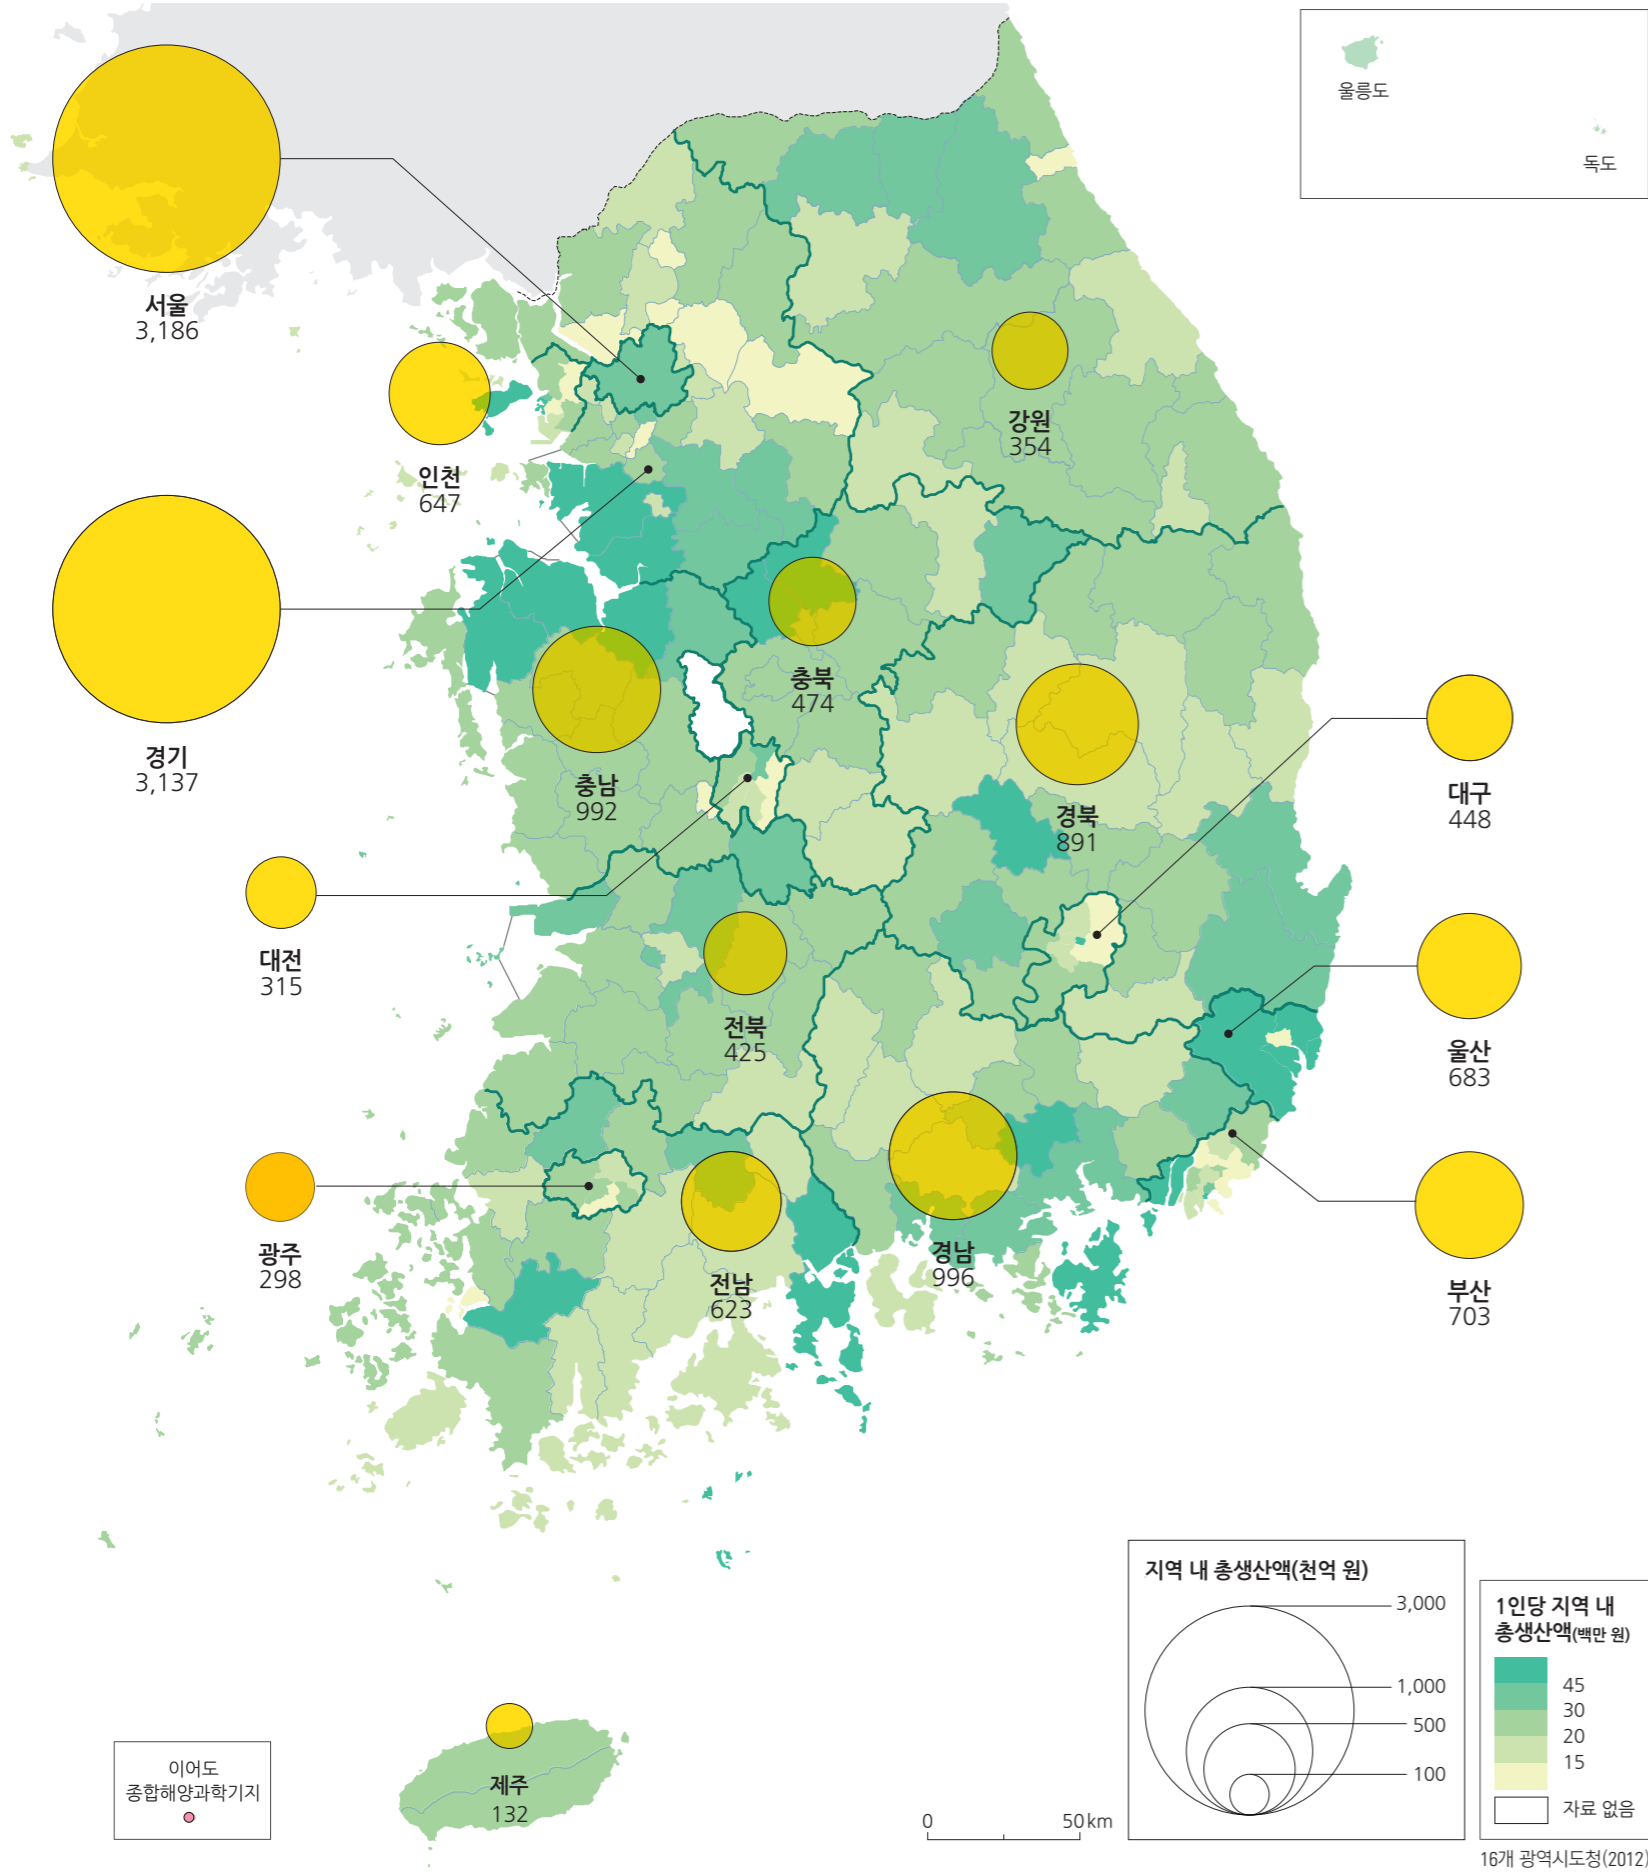 울릉도
독도
서울
3,186
인천
647
강원
354
경기
3,137
충북
474
충남
992
경북
891
대구
448
대전
315
전북
425
울산
683
광주
298
전남
623
경남
996
부산
703
제주
132
이어도
종합해양과학기지
0 50 km
지역 내 총생산액(천억 원)
3,000
1,000
500
100
1인당 지역 내
총생산액(백만 원)
45
30
20
15
자료 없음
16개 광역시도청(2012)